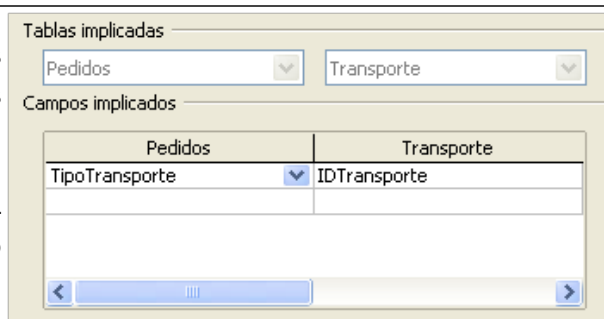 Tablas implicadas
Pedidos Transporte
Campos implicados
Pedidos Transporte
TipoTransporte IDTransporte